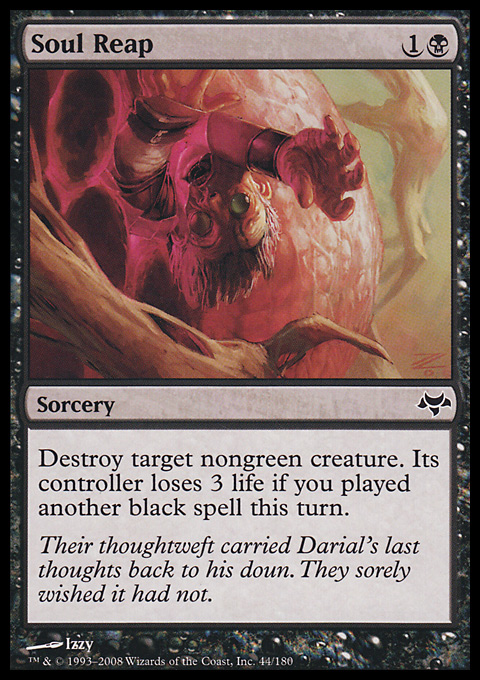 Soul Reap 1
Sorcery
Destroy target nongreen creature. Its
controller loses 3 life if you played
another black spell this turn.
Their thoughtweft carried Darial's last
thoughts back to his doun. They sorely
wished it had not.
Izzy
™ & © 1993–2008 Wizards of the Coast, Inc. 44/180